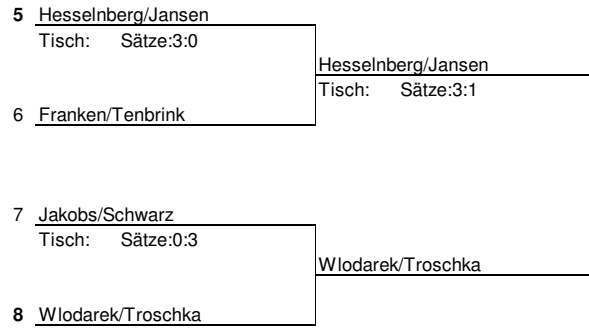 5 Hesselnberg/Jansen
Tisch: Sätze:3:0
Hesselnberg/Jansen
Tisch: Sätze:3:1
6 Franken/Tenbrink
7 Jakobs/Schwarz
Tisch: Sätze:0:3
Wlodarek/Troschka
8 Wlodarek/Troschka